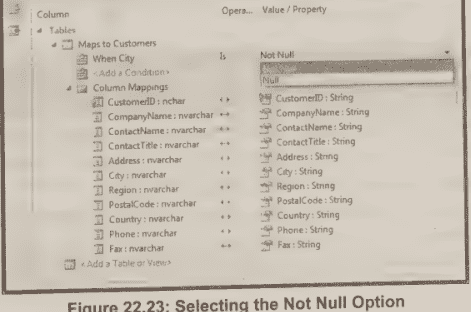 Column Opera... Value / Property
Tables
Maps to Customers
When City Is Not Null
<Add a Condition> Null
Column Mappings
CustomerID : nchar CustomerID : String
CompanyName : nvarchar CompanyName : String
ContactName : nvarchar ContactName : String
ContactTitle : nvarchar ContactTitle : String
Address : nvarchar Address : String
City : nvarchar City : String
Region : nvarchar Region : String
PostalCode : nvarchar PostalCode : String
Country : nvarchar Country : String
Phone : nvarchar Phone : String
Fax : nvarchar Fax : String
<Add a Table or View>
Figure 22.23: Selecting the Not Null Option